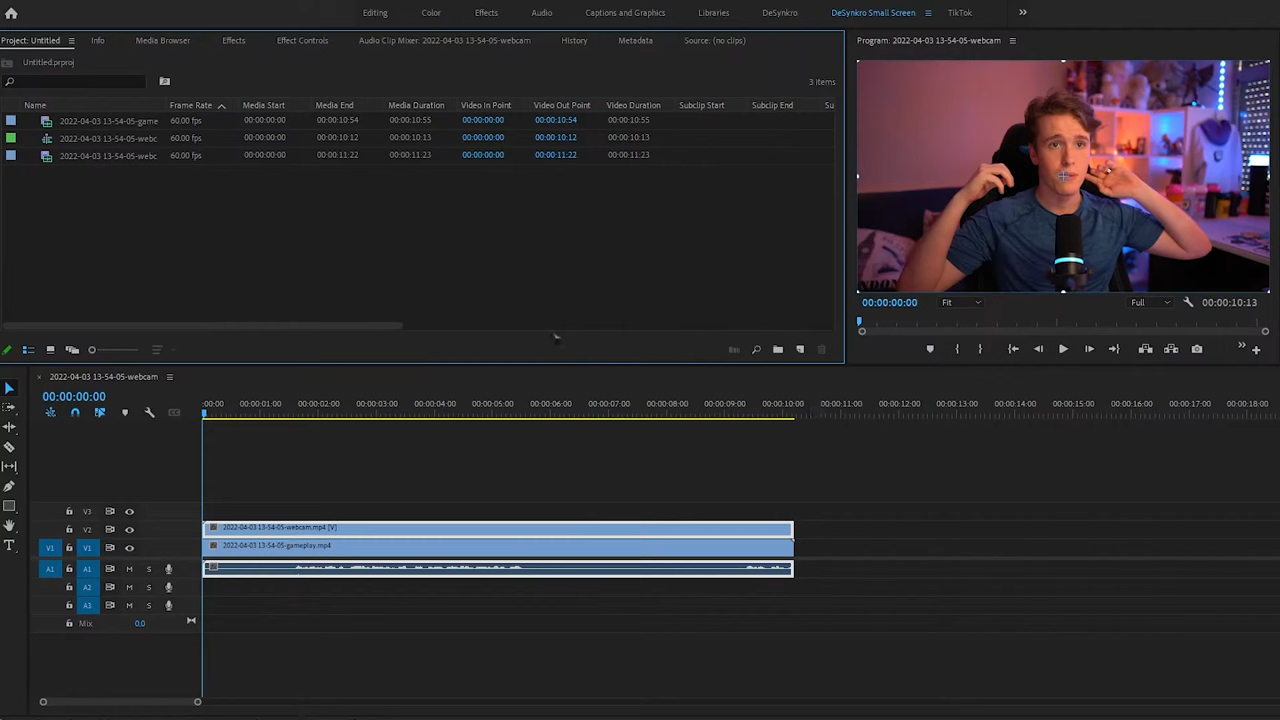 Editing Color Effects Audio Captions and Graphics Libraries DeSynkro DeSynkro Small Screen TikTok
Project: Untitled Info Media Browser Effects Effect Controls Audio Clip Mixer: 2022-04-03 13-54-05-webcam History Metadata Source: (no clips)
Program: 2022-04-03 13-54-05-webcam
Untitled.prproj
3 items
Name Frame Rate Media Start Media End Media Duration Video In Point Video Out Point Video Duration Subclip Start Subclip End Su
2022-04-03 13-54-05-game 60.00 fps 00:00:00:00 00:00:10:54 00:00:10:55 00:00:00:00 00:00:10:54 00:00:10:55
2022-04-03 13-54-05-webc 60.00 fps 00:00:00:00 00:00:10:12 00:00:10:13 00:00:00:00 00:00:10:12 00:00:10:13
2022-04-03 13-54-05-webc 60.00 fps 00:00:00:00 00:00:11:22 00:00:11:23 00:00:00:00 00:00:11:22 00:00:11:23
00:00:00:00 Fit Full 00:00:10:13
2022-04-03 13-54-05-webcam
00:00:00:00
:00:00 00:00:01:00 00:00:02:00 00:00:03:00 00:00:04:00 00:00:05:00 00:00:06:00 00:00:07:00 00:00:08:00 00:00:09:00 00:00:10:00 00:00:11:00 00:00:12:00 00:00:13:00 00:00:14:00 00:00:15:00 00:00:16:00 00:00:17:00 00:00:18:00
V3
V2 2022-04-03 13-54-05-webcam.mp4 [V]
V1 V1 2022-04-03 13-54-05-gameplay.mp4
A1 A1 M S
A2 M S
A3 M S
Mix 0.0